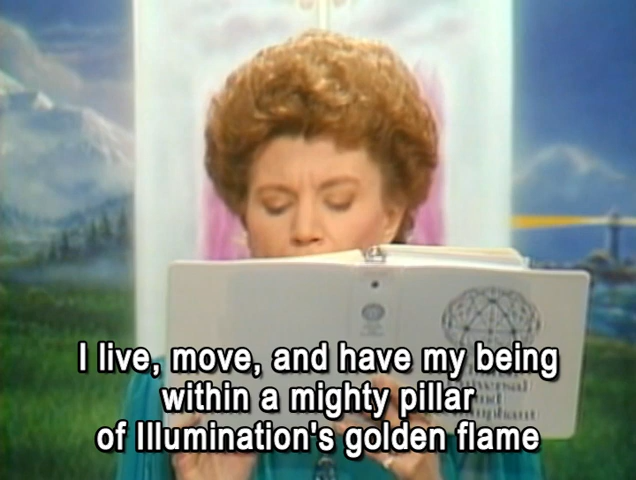 I live, move, and have my being
within a mighty pillar
of Illumination's golden flame